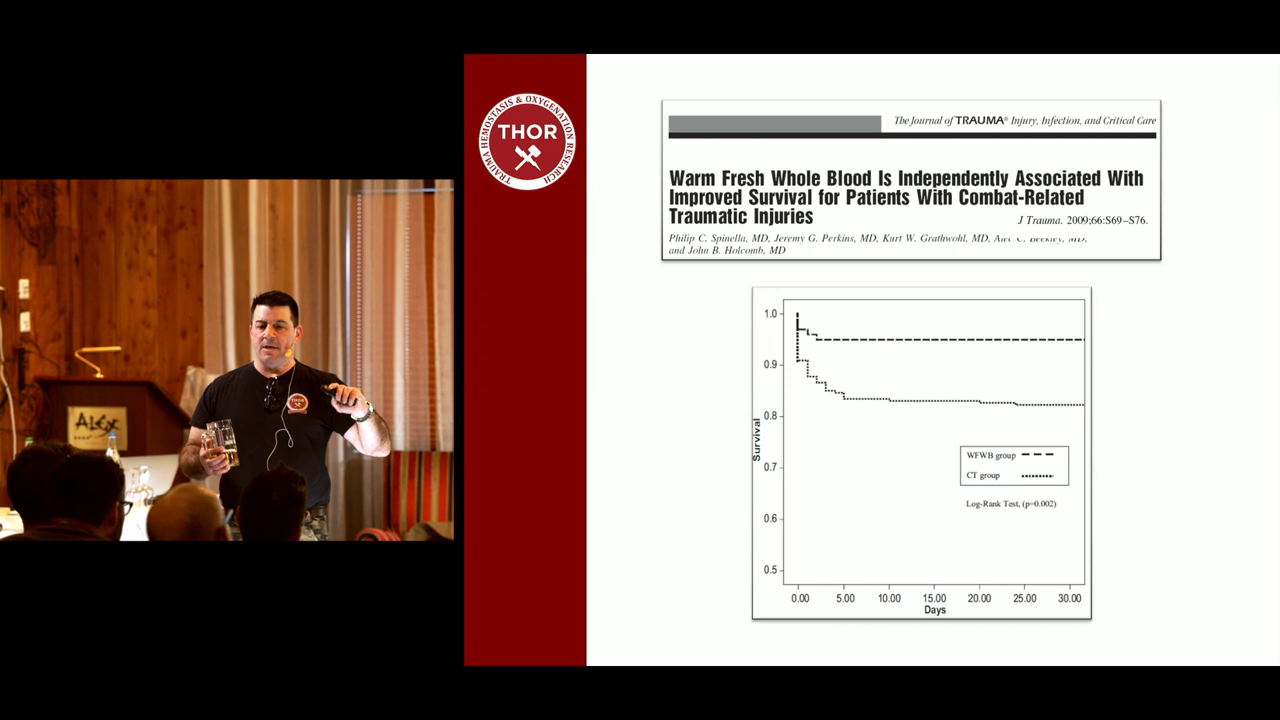 TRAUMA HEMOSTASIS & OXYGENATION RESEARCH
THOR
The Journal of TRAUMA® Injury, Infection, and Critical Care
Warm Fresh Whole Blood Is Independently Associated With
Improved Survival for Patients With Combat-Related
Traumatic Injuries
J Trauma. 2009;66:S69–S76.
Philip C. Spinella, MD, Jeremy G. Perkins, MD, Kurt W. Grathwohl, MD, Alec C. Beekley, MD,
and John B. Holcomb, MD
1.0
0.9
0.8
0.7
0.6
0.5
Survival
WFWB group
CT group
Log-Rank Test, (p=0.002)
0.00 5.00 10.00 15.00 20.00 25.00 30.00
Days
ALEX
THOR